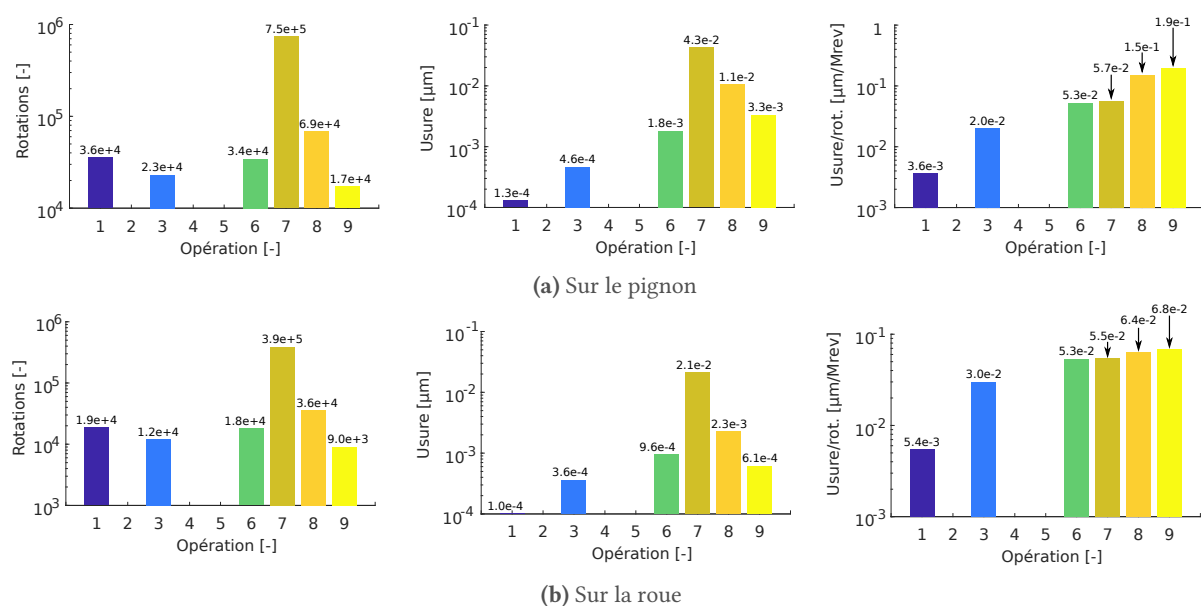 Rotations [-]
10^6
10^5
10^4
3.6e+4
2.3e+4
3.4e+4
7.5e+5
6.9e+4
1.7e+4
1 2 3 4 5 6 7 8 9
Opération [-]
Usure [µm]
10^-1
10^-2
10^-3
10^-4
1.3e-4
4.6e-4
1.8e-3
4.3e-2
1.1e-2
3.3e-3
1 2 3 4 5 6 7 8 9
Opération [-]
Usure/rot. [µm/Mrev]
1
10^-1
10^-2
10^-3
3.6e-3
2.0e-2
5.3e-2
5.7e-2
1.5e-1
1.9e-1
1 2 3 4 5 6 7 8 9
Opération [-]
(a) Sur le pignon
Rotations [-]
10^6
10^5
10^4
10^3
1.9e+4
1.2e+4
1.8e+4
3.9e+5
3.6e+4
9.0e+3
1 2 3 4 5 6 7 8 9
Opération [-]
Usure [µm]
10^-1
10^-2
10^-3
10^-4
1.0e-4
3.6e-4
9.6e-4
2.1e-2
2.3e-3
6.1e-4
1 2 3 4 5 6 7 8 9
Opération [-]
Usure/rot. [µm/Mrev]
10^-1
10^-2
10^-3
5.4e-3
3.0e-2
5.3e-2
5.5e-2
6.4e-2
6.8e-2
1 2 3 4 5 6 7 8 9
Opération [-]
(b) Sur la roue